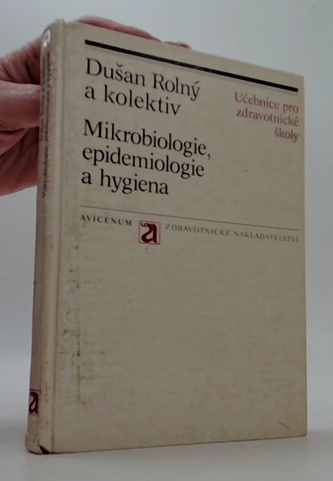 Dušan Rolný
a kolektiv
Učebnice pro
zdravotnické
školy
Mikrobiologie,
epidemiologie
a hygiena
AVICENUM a ZDRAVOTNICKÉ NAKLADATELSTVÍ
a